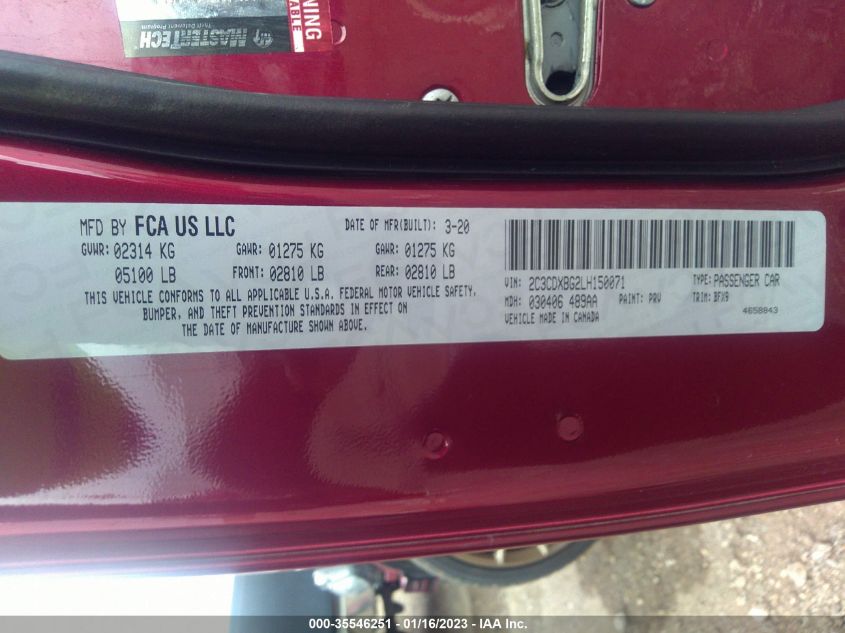 WARNING
MASTERTECH
Theft Deterrent Program
MFD BY FCA US LLC
DATE OF MFR(BUILT): 3-20
GVWR: 02314 KG GAWR: 01275 KG GAWR: 01275 KG
05100 LB FRONT: 02810 LB REAR: 02810 LB
THIS VEHICLE CONFORMS TO ALL APPLICABLE U.S.A. FEDERAL MOTOR VEHICLE SAFETY,
BUMPER, AND THEFT PREVENTION STANDARDS IN EFFECT ON
THE DATE OF MANUFACTURE SHOWN ABOVE.
VIN: 2C3CDXBG2LH150071 TYPE: PASSENGER CAR
MDH: 030406 489AA PAINT: PRV TRIM: BFX9
VEHICLE MADE IN CANADA 4658843
000-35546251 - 01/16/2023 - IAA Inc.